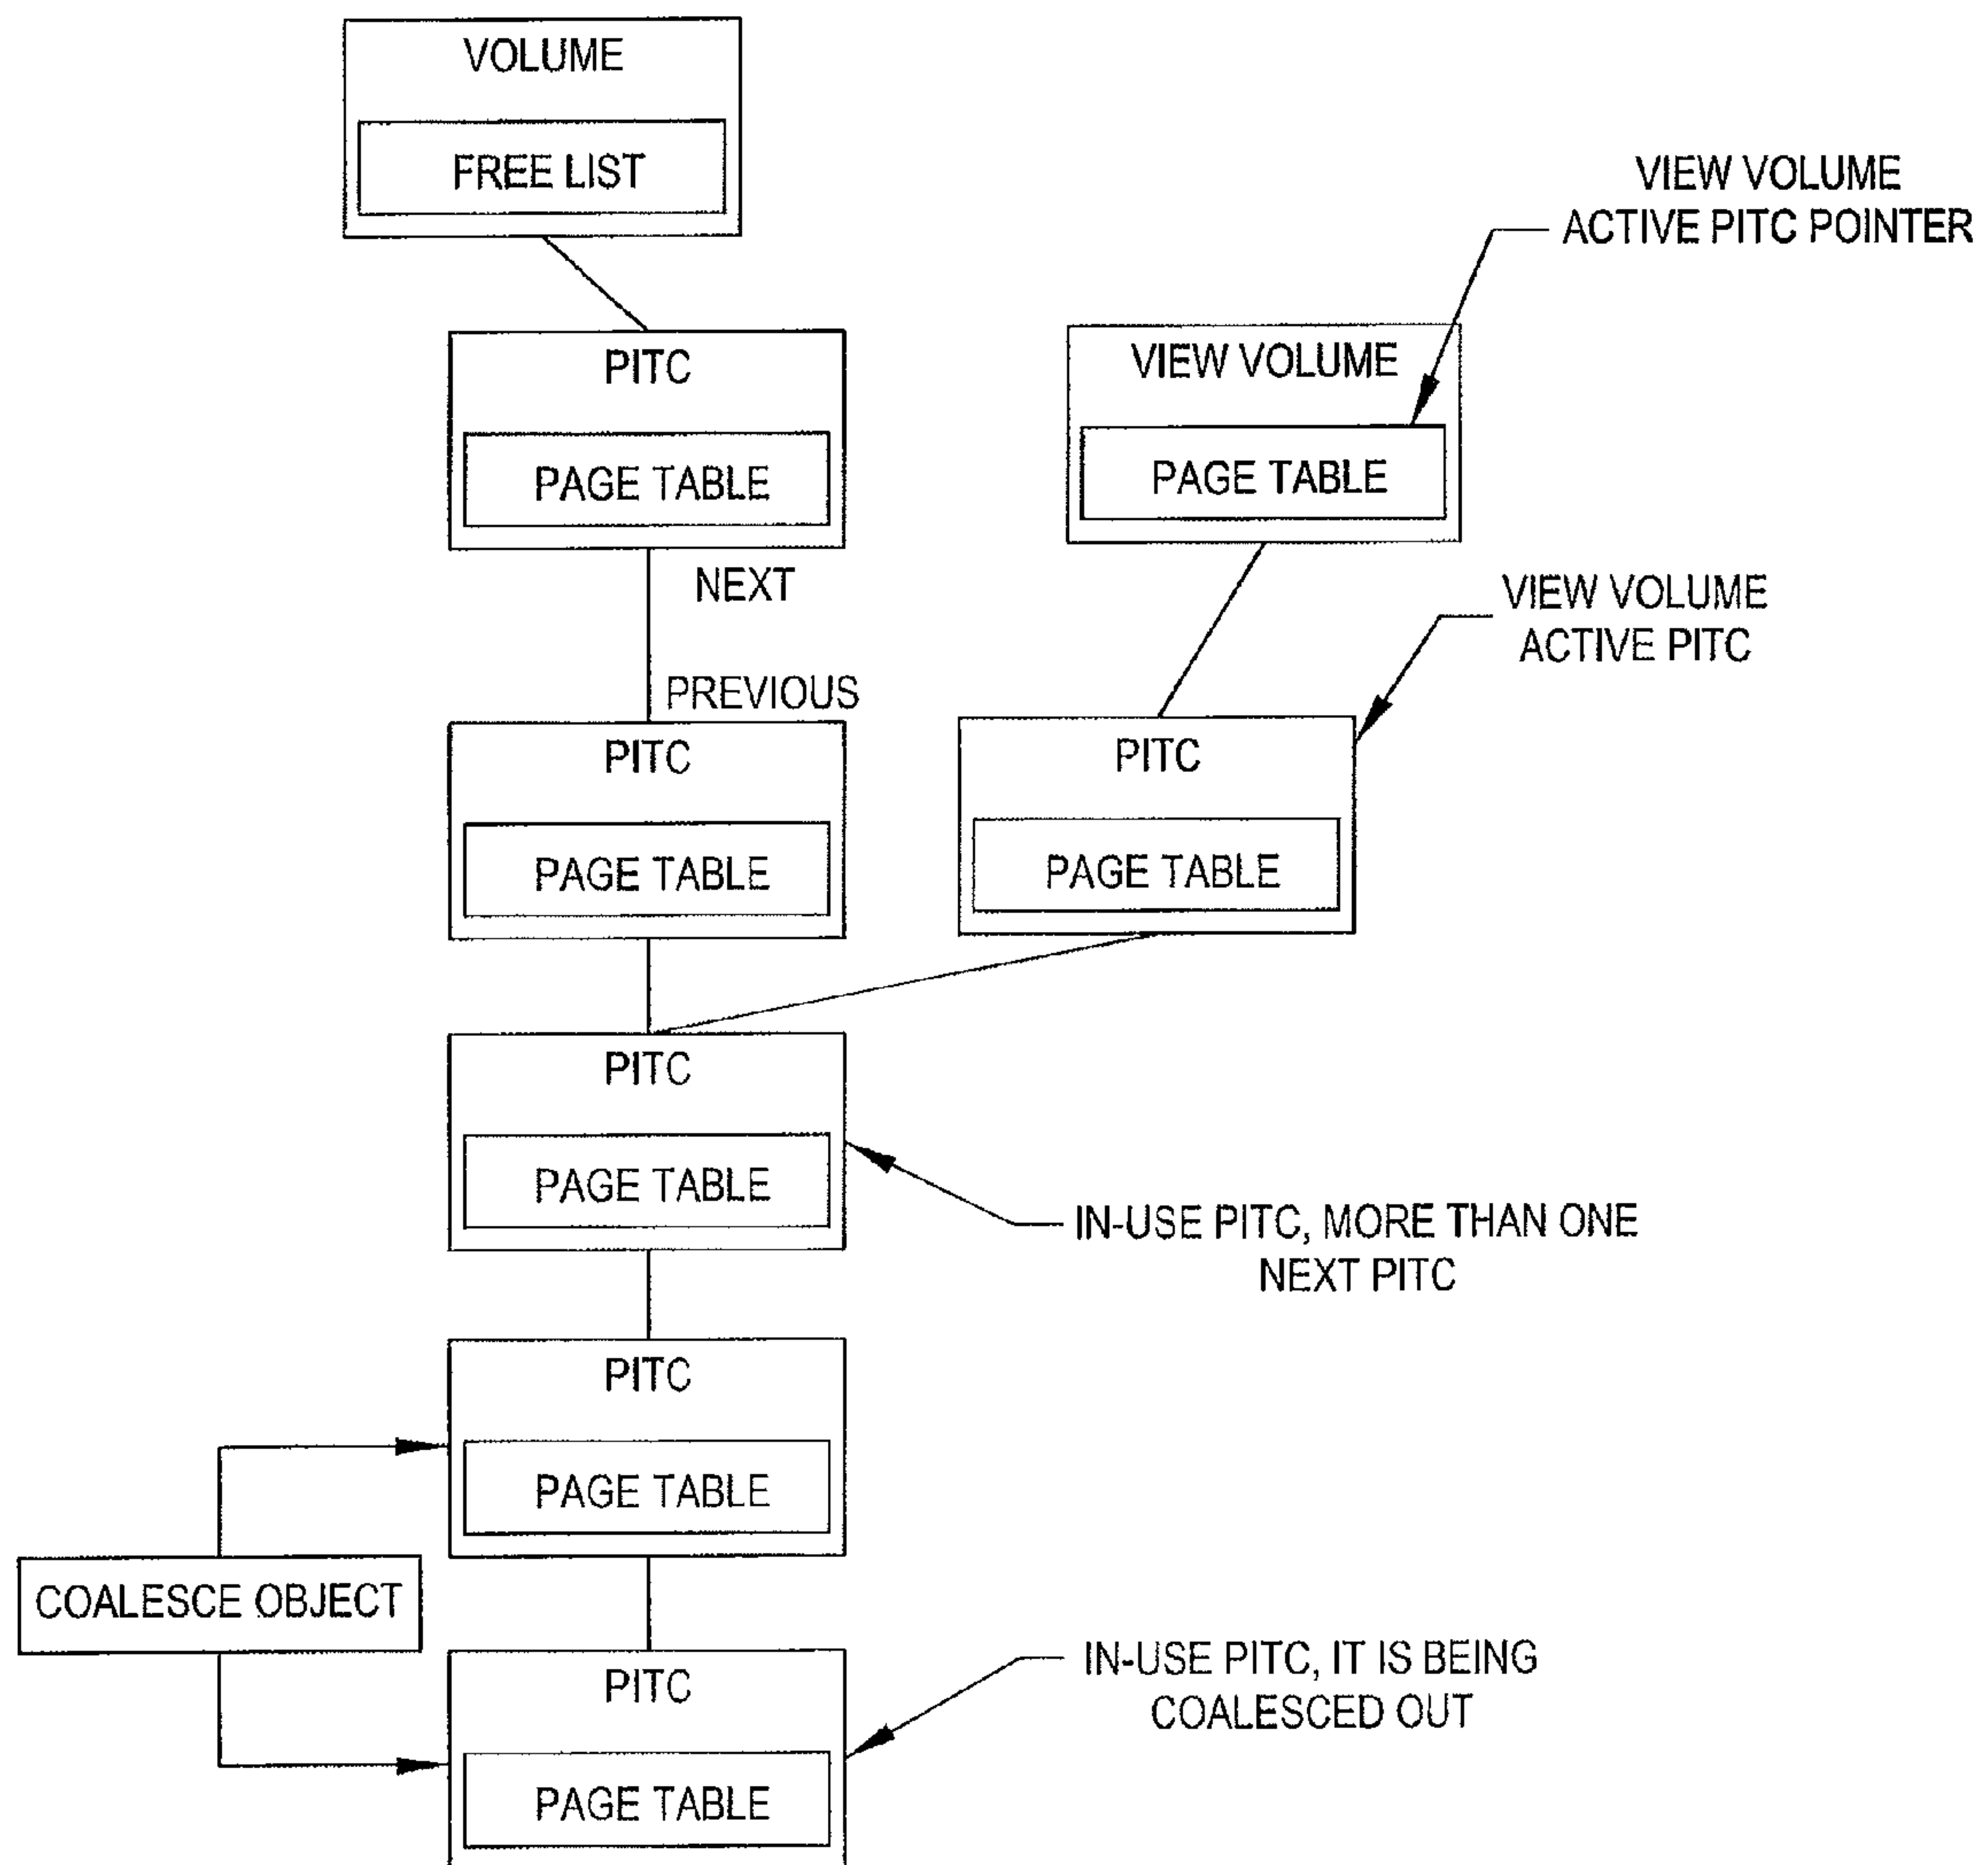 VOLUME
FREE LIST
VIEW VOLUME
ACTIVE PITC POINTER
PITC
PAGE TABLE
VIEW VOLUME
PAGE TABLE
NEXT
VIEW VOLUME
ACTIVE PITC
PREVIOUS
PITC
PAGE TABLE
PITC
PAGE TABLE
PITC
PAGE TABLE
IN-USE PITC, MORE THAN ONE
NEXT PITC
PITC
PAGE TABLE
COALESCE OBJECT
PITC
PAGE TABLE
IN-USE PITC, IT IS BEING
COALESCED OUT